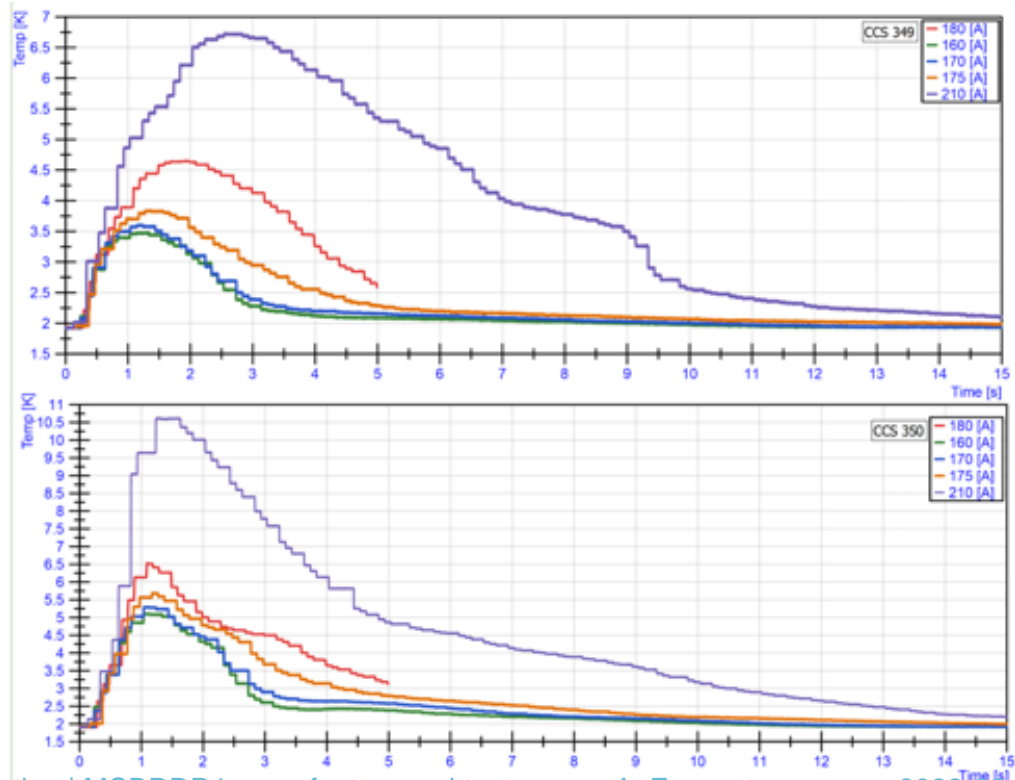 Temp [K]
7
6.5
6
5.5
5
4.5
4
3.5
3
2.5
2
1.5
CCS 349
180 [A]
160 [A]
170 [A]
175 [A]
210 [A]
0 1 2 3 4 5 6 7 8 9 10 11 12 13 14 15
Time [s]
Temp [K]
11
10.5
10
9.5
9
8.5
8
7.5
7
6.5
6
5.5
5
4.5
4
3.5
3
2.5
2
1.5
CCS 350
180 [A]
160 [A]
170 [A]
175 [A]
210 [A]
0 1 2 3 4 5 6 7 8 9 10 11 12 13 14 15
Time [s]